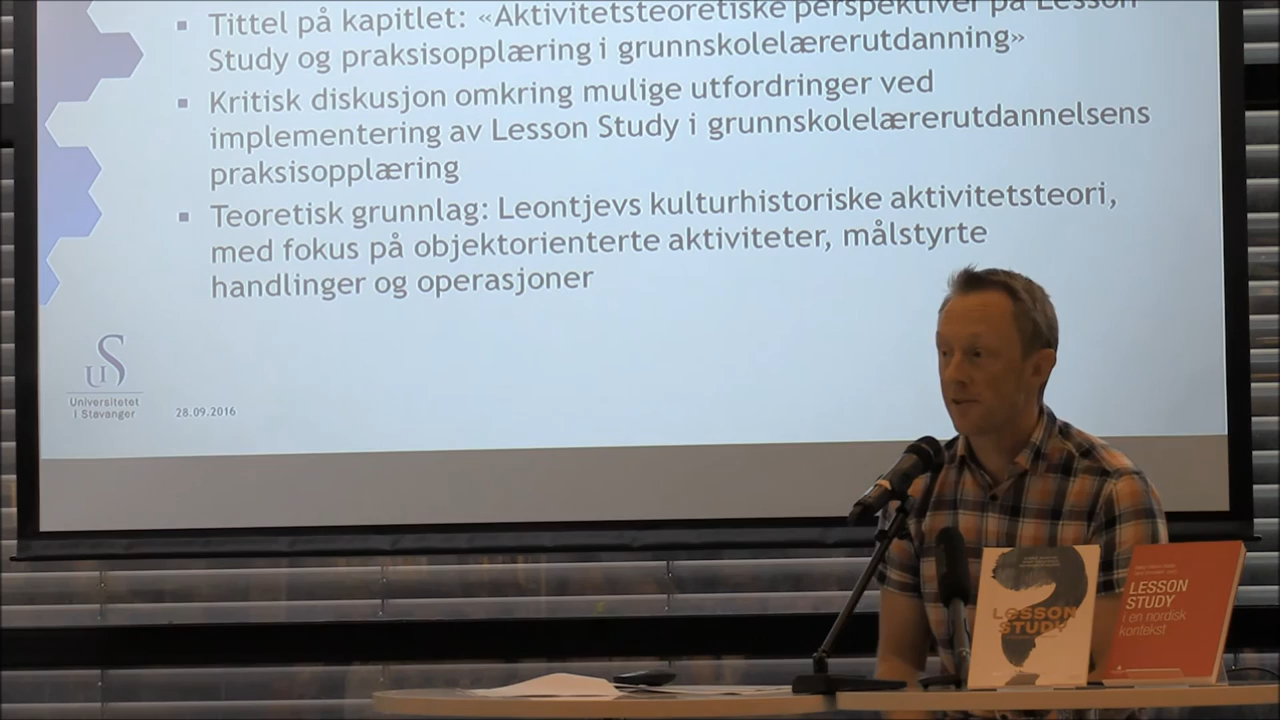 Tittel på kapitlet: «Aktivitetsteoretiske perspektiver på Lesson
Study og praksisopplæring i grunnskolelærerutdanning»
Kritisk diskusjon omkring mulige utfordringer ved
implementering av Lesson Study i grunnskolelærerutdannelsens
praksisopplæring
Teoretisk grunnlag: Leontjevs kulturhistoriske aktivitetsteori,
med fokus på objektorienterte aktiviteter, målstyrte
handlinger og operasjoner
US
Universitetet
i Stavanger
28.09.2016
LESSON
STUDY
LESSON
STUDY
i en nordisk
kontekst